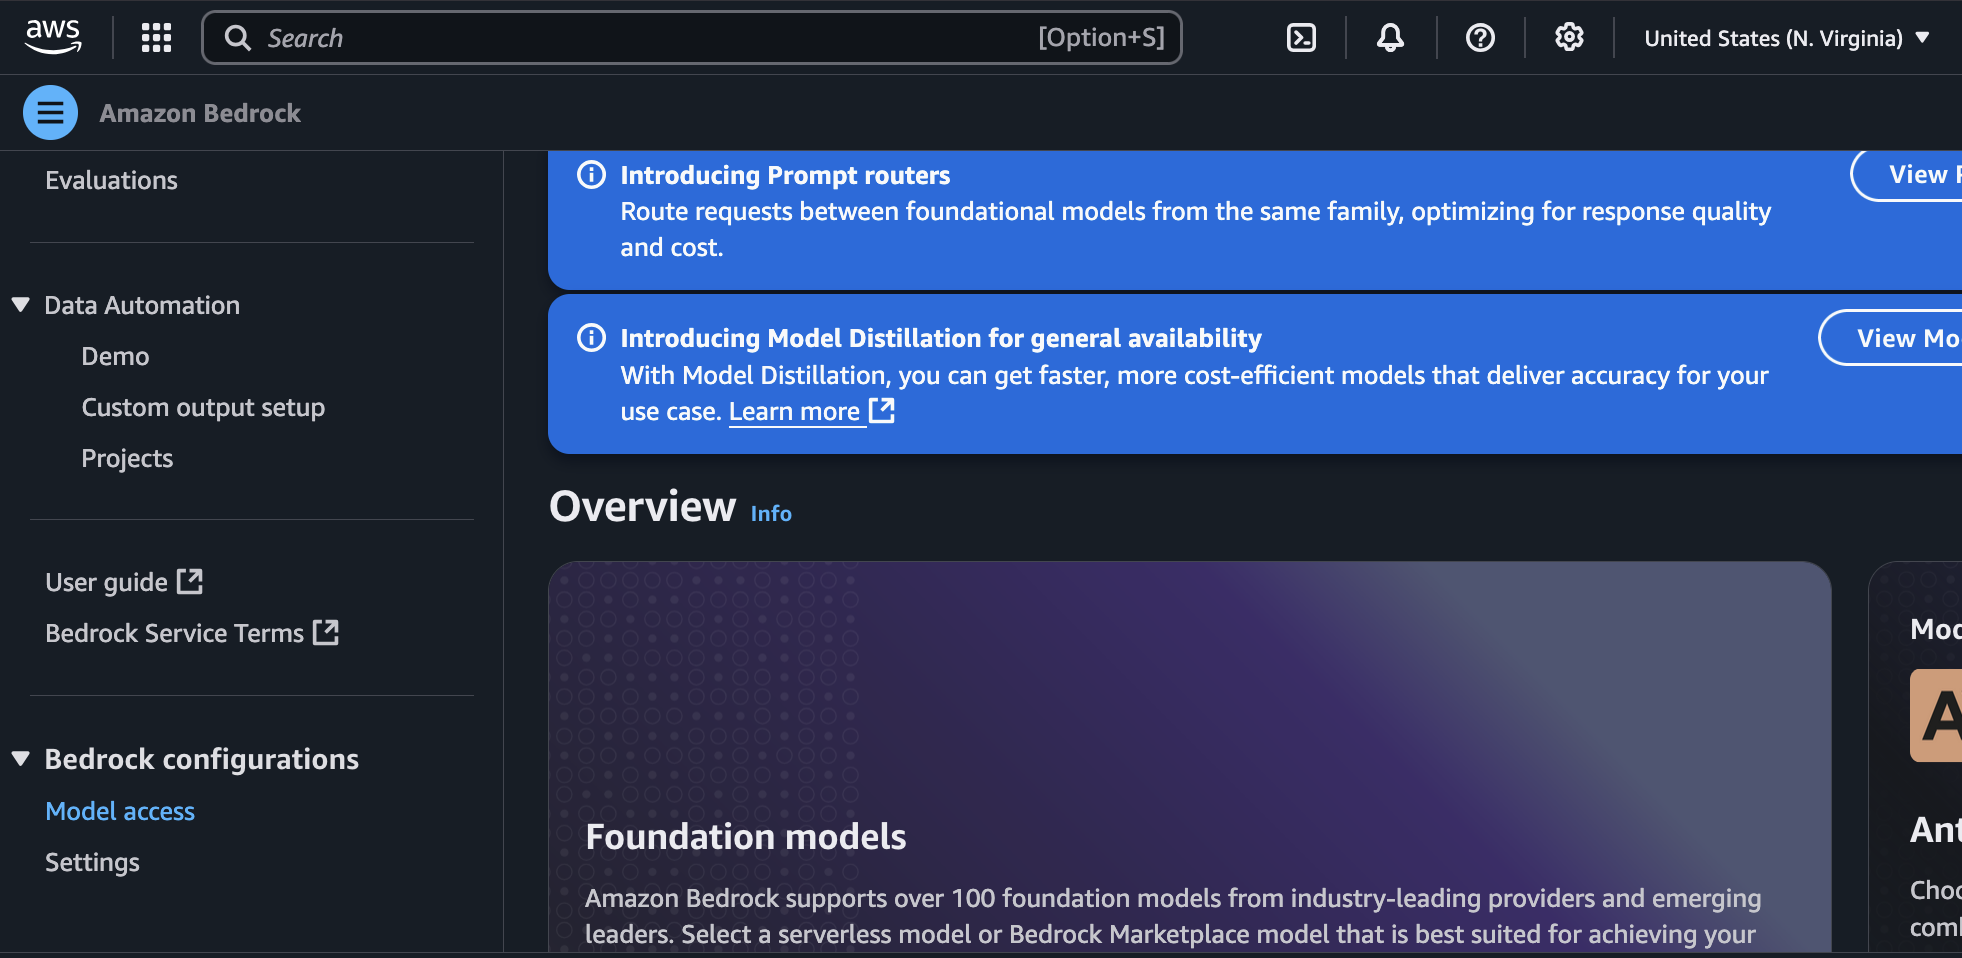 aws
Search
[Option+S]
United States (N. Virginia)
Amazon Bedrock
Evaluations
Data Automation
Demo
Custom output setup
Projects
User guide
Bedrock Service Terms
Bedrock configurations
Model access
Settings
Introducing Prompt routers
Route requests between foundational models from the same family, optimizing for response quality
and cost.
View
Introducing Model Distillation for general availability
With Model Distillation, you can get faster, more cost-efficient models that deliver accuracy for your
use case. Learn more
View
Overview Info
Foundation models
Amazon Bedrock supports over 100 foundation models from industry-leading providers and emerging
leaders. Select a serverless model or Bedrock Marketplace model that is best suited for achieving your